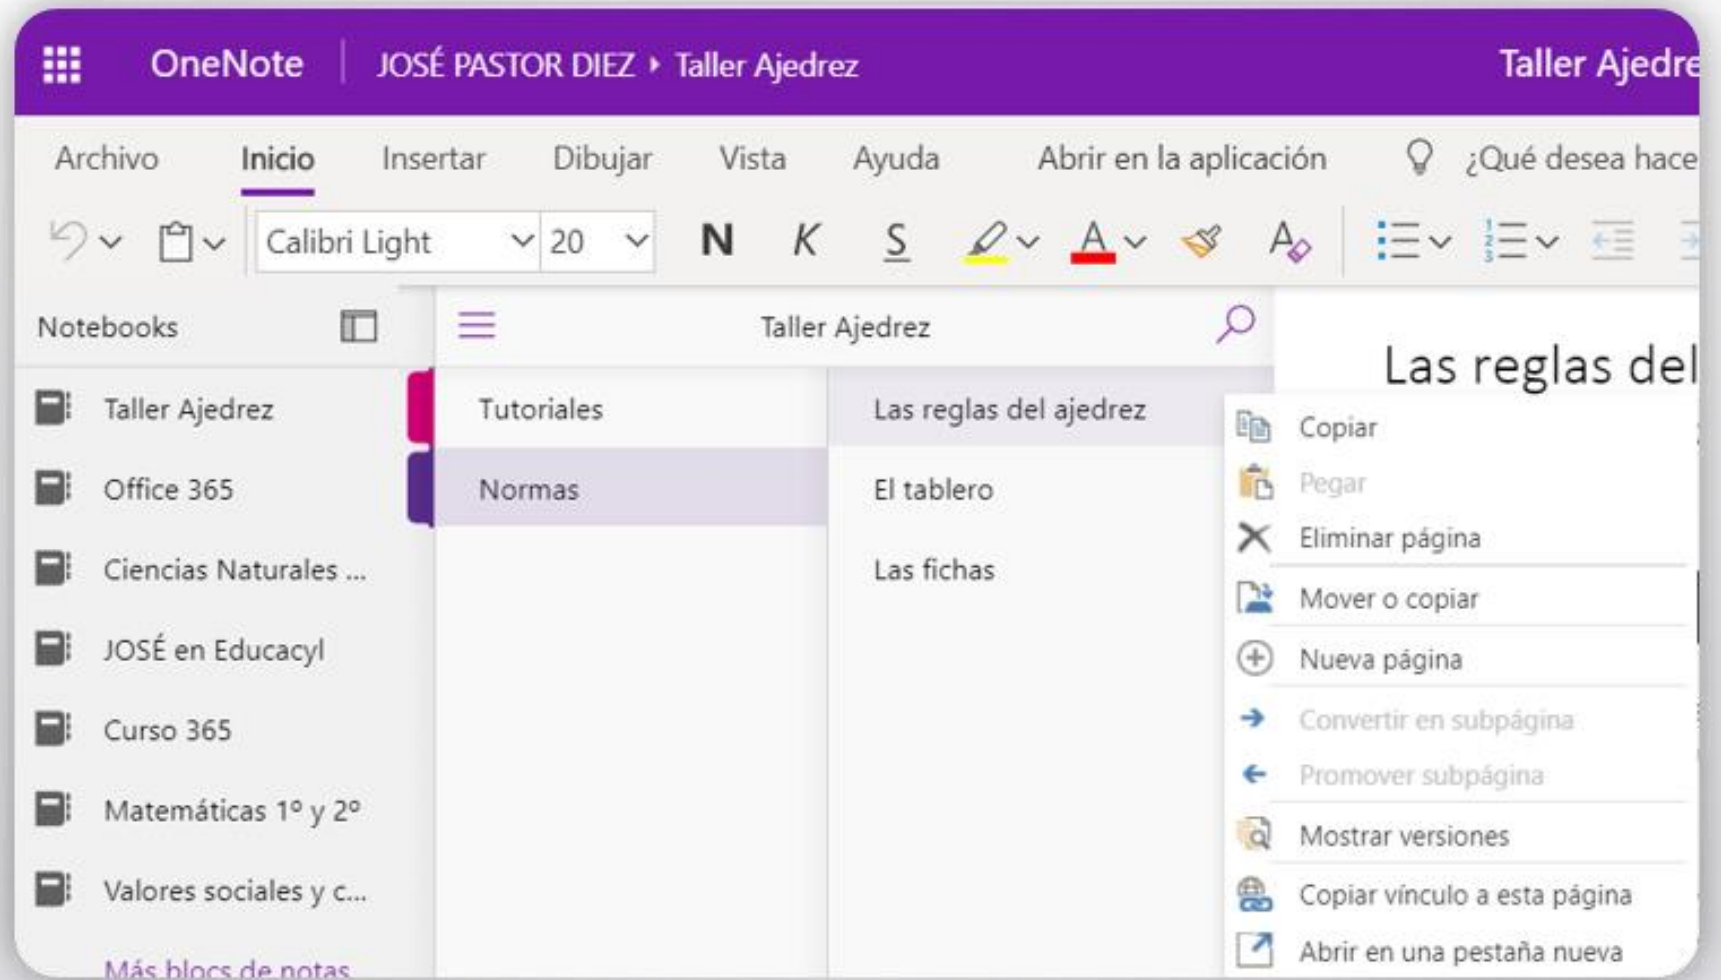 OneNote JOSÉ PASTOR DIEZ Taller Ajedrez Taller Ajedre
Archivo Inicio Insertar Dibujar Vista Ayuda Abrir en la aplicación ¿Qué desea hace
Calibri Light 20 N K S A A
Notebooks
Taller Ajedrez
Office 365
Ciencias Naturales ...
JOSÉ en Educacyl
Curso 365
Matemáticas 1º y 2º
Valores sociales y c...
Más blocs de notas
Taller Ajedrez
Tutoriales
Normas
Las reglas del ajedrez
El tablero
Las fichas
Las reglas del
Copiar
Pegar
Eliminar página
Mover o copiar
Nueva página
Convertir en subpágina
Promover subpágina
Mostrar versiones
Copiar vínculo a esta página
Abrir en una pestaña nueva